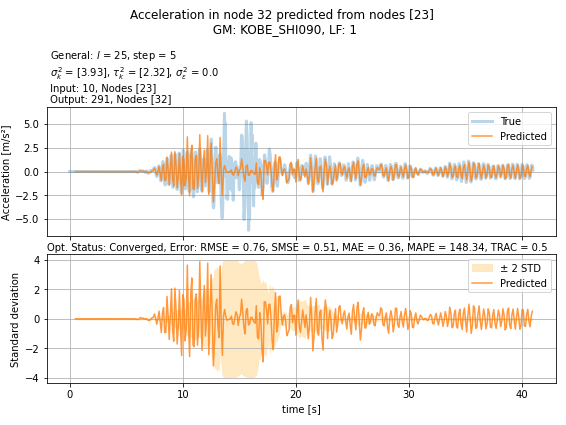 Acceleration in node 32 predicted from nodes [23]
GM: KOBE_SHI090, LF: 1
General: l = 25, step = 5
σ²ₖ = [3.93], τ²ₖ = [2.32], σ²_ε = 0.0
Input: 10, Nodes [23]
Output: 291, Nodes [32]
Acceleration [m/s²]
5.0
2.5
0.0
−2.5
−5.0
True
Predicted
Opt. Status: Converged, Error: RMSE = 0.76, SMSE = 0.51, MAE = 0.36, MAPE = 148.34, TRAC = 0.5
Standard deviation
4
2
0
−2
−4
± 2 STD
Predicted
0 10 20 30 40
time [s]